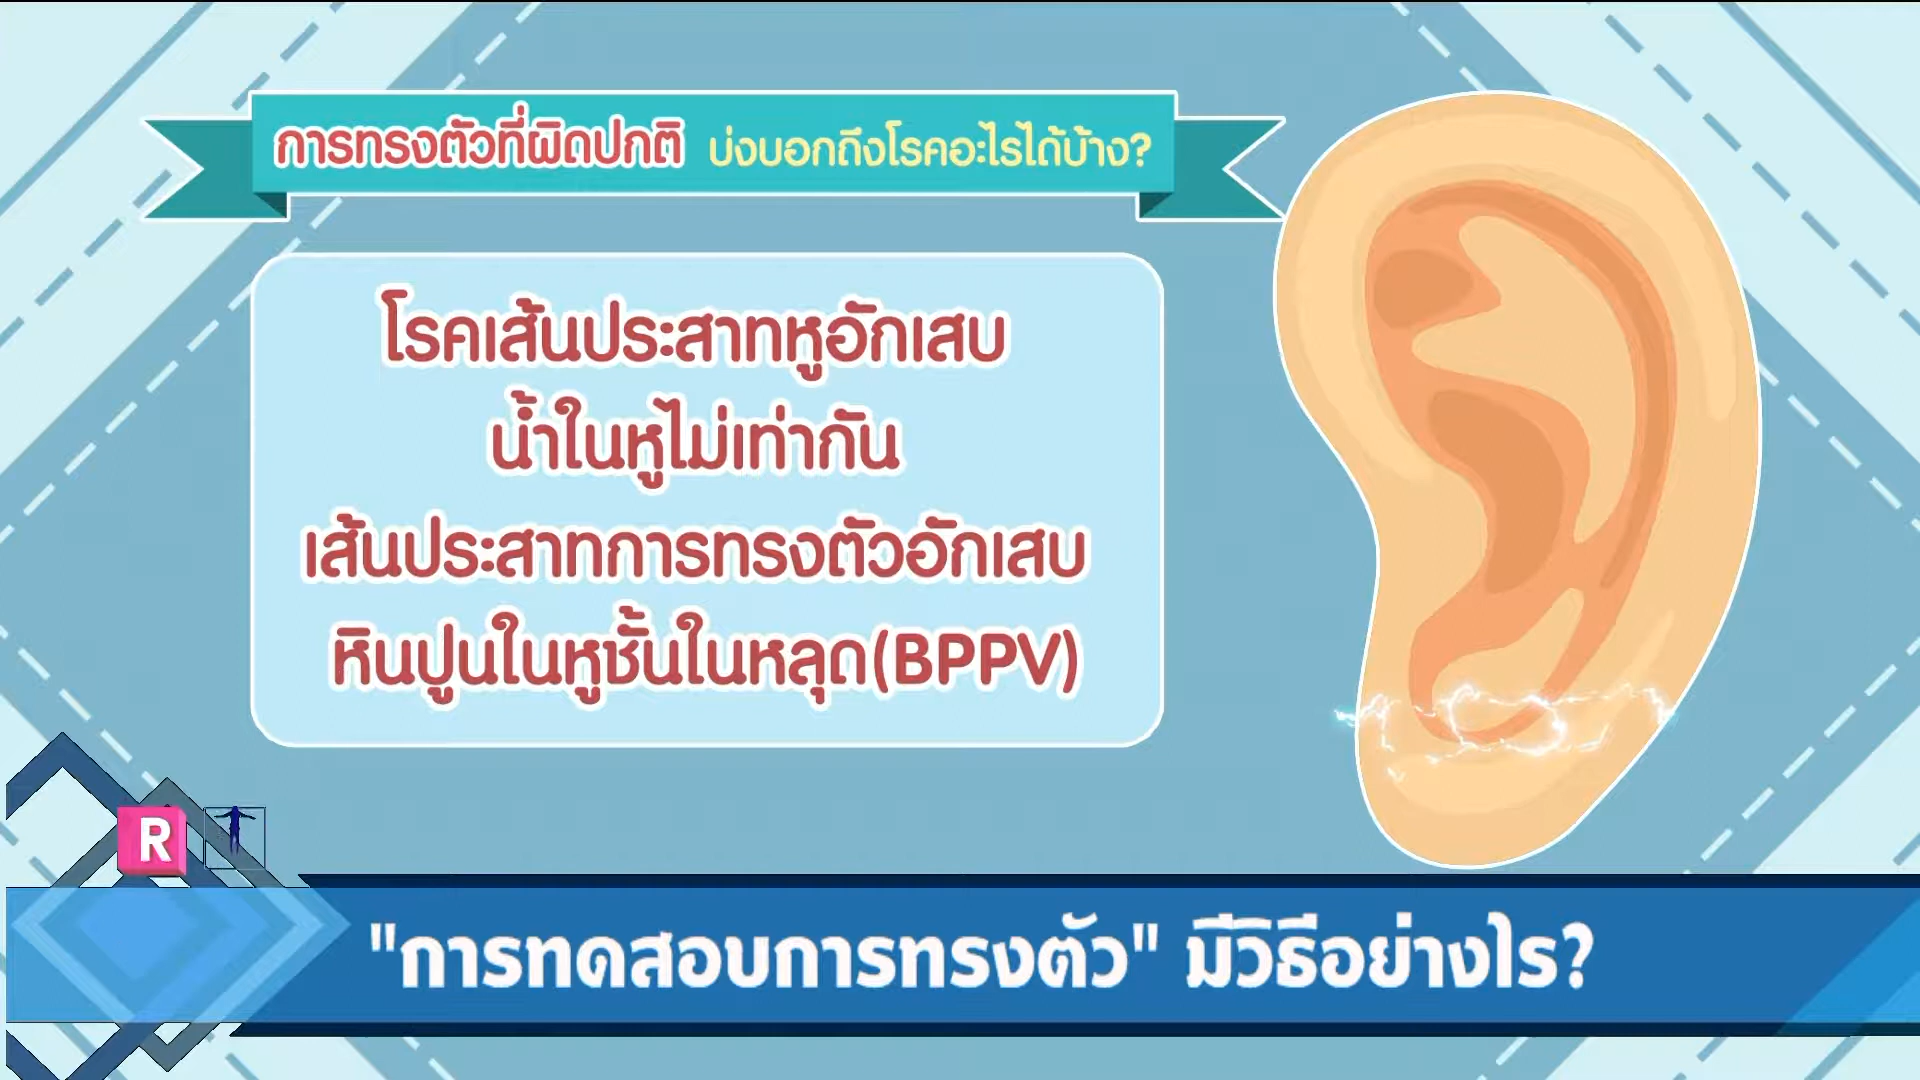 การทรงตัวที่ผิดปกติ บ่งบอกถึงโรคอะไรได้บ้าง?
โรคเส้นประสาทหูอักเสบ
น้ำในหูไม่เท่ากัน
เส้นประสาทการทรงตัวอักเสบ
หินปูนในหูชั้นในหลุด(BPPV)
R
"การทดสอบการทรงตัว" มีวิธีอย่างไร?